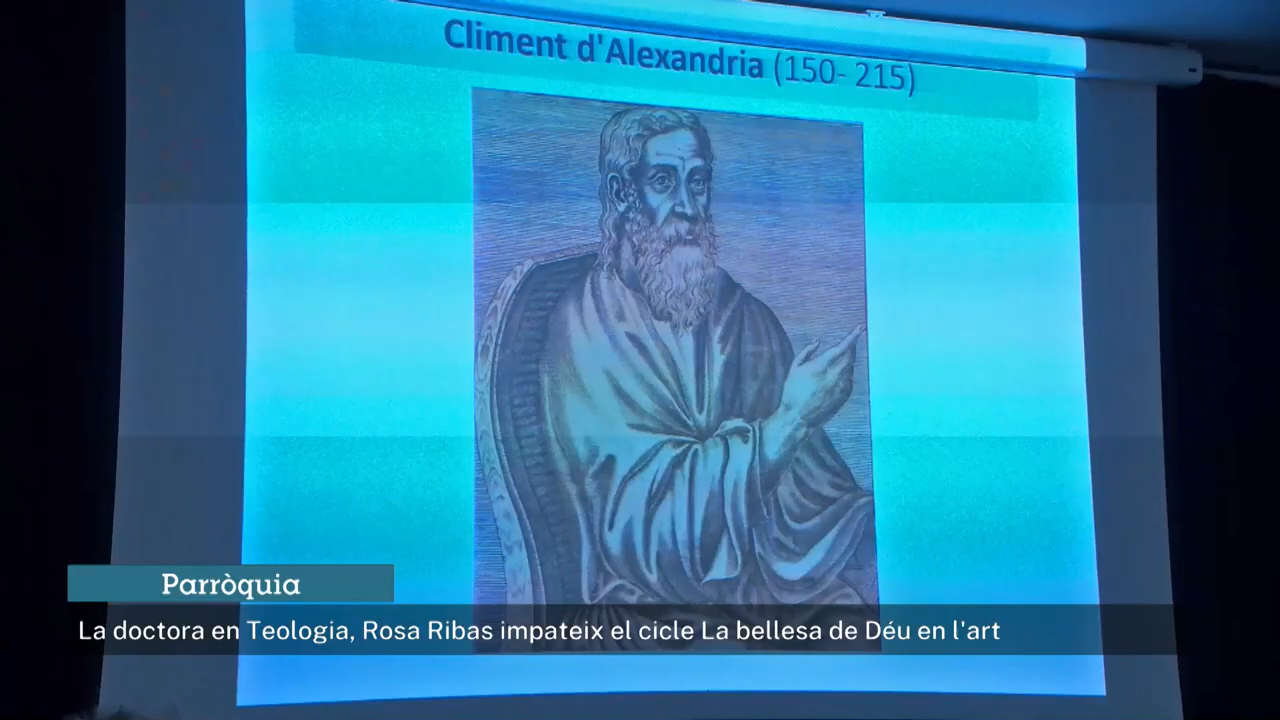 Climent d'Alexandria (150- 215)
Parròquia
La doctora en Teologia, Rosa Ribas impateix el cicle La bellesa de Déu en l'art